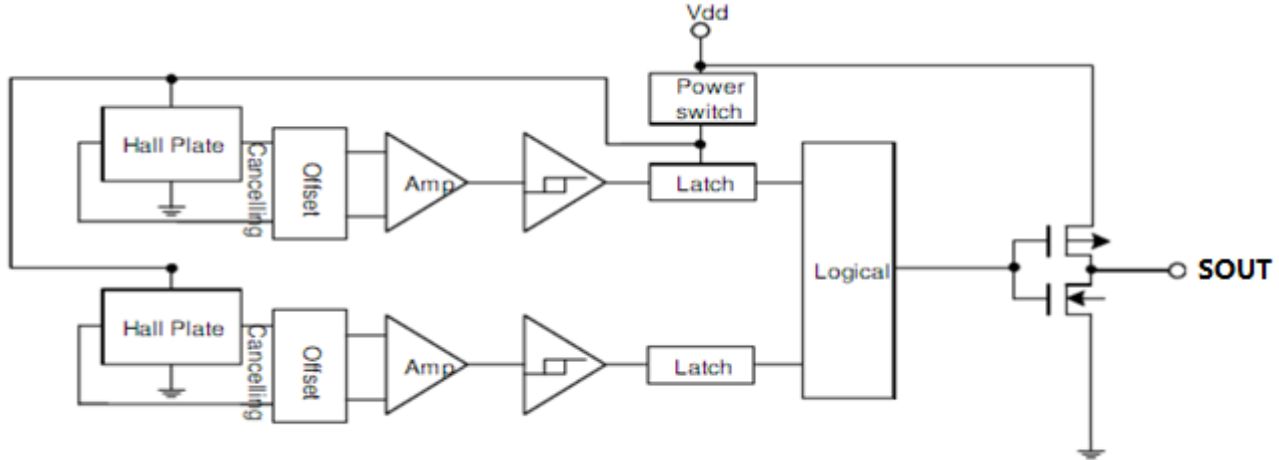 Vdd
Power
switch
Hall Plate
Cancelling
Offset
Amp
Latch
Logical
SOUT
Hall Plate
Cancelling
Offset
Amp
Latch